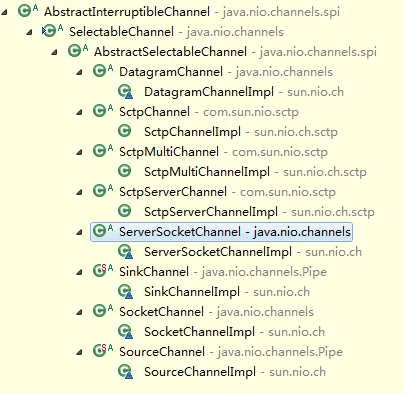 AbstractInterruptibleChannel - java.nio.channels.spi
SelectableChannel - java.nio.channels
AbstractSelectableChannel - java.nio.channels.spi
DatagramChannel - java.nio.channels
DatagramChannelImpl - sun.nio.ch
SctpChannel - com.sun.nio.sctp
SctpChannelImpl - sun.nio.ch.sctp
SctpMultiChannel - com.sun.nio.sctp
SctpMultiChannelImpl - sun.nio.ch.sctp
SctpServerChannel - com.sun.nio.sctp
SctpServerChannelImpl - sun.nio.ch.sctp
ServerSocketChannel - java.nio.channels
ServerSocketChannelImpl - sun.nio.ch
SinkChannel - java.nio.channels.Pipe
SinkChannelImpl - sun.nio.ch
SocketChannel - java.nio.channels
SocketChannelImpl - sun.nio.ch
SourceChannel - java.nio.channels.Pipe
SourceChannelImpl - sun.nio.ch